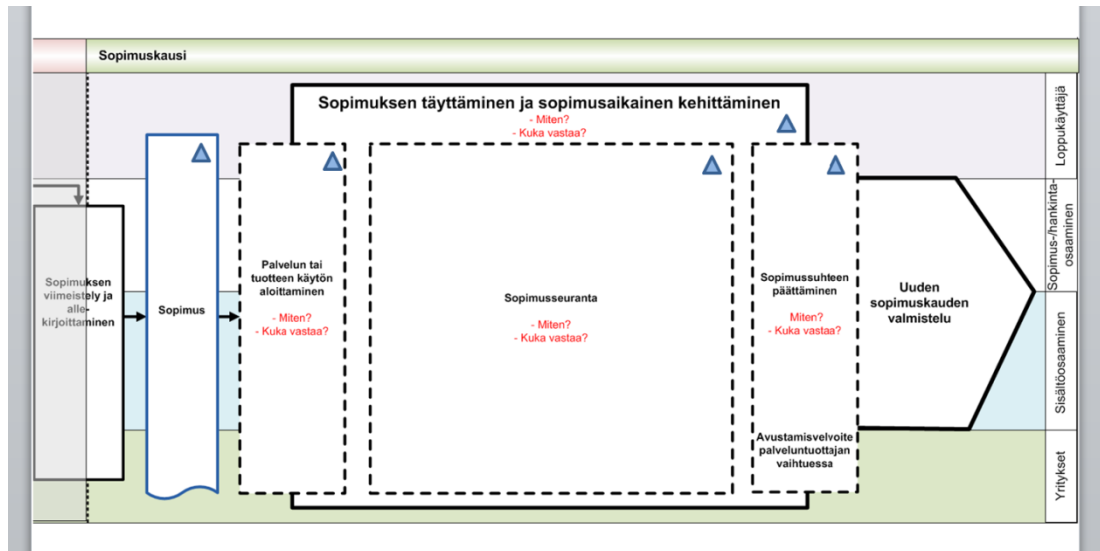 Sopimuskausi
Sopimuksen täyttäminen ja sopimusaikainen kehittäminen
- Miten?
- Kuka vastaa?
Sopimuksen
viimeistely ja
alle-
kirjoittaminen
Sopimus
Palvelun tai
tuotteen käytön
aloittaminen
- Miten?
- Kuka vastaa?
Sopimusseuranta
- Miten?
- Kuka vastaa?
Sopimussuhteen
päättäminen
Miten?
- Kuka vastaa?
Avustamisvelvoite
palveluntuottajan
vaihtuessa
Uuden
sopimuskauden
valmistelu
Loppukäyttäjä
Sopimus-/hankinta-
osaaminen
Sisältöosaaminen
Yritykset